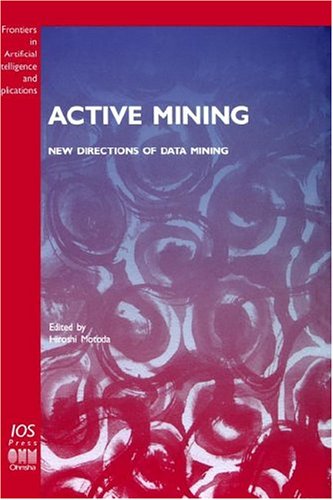 Frontiers in
Artificial
telligence and
plications
ACTIVE MINING
NEW DIRECTIONS OF DATA MINING
Edited by
Hiroshi Motoda
IOS
Press
OHM
Ohmsha